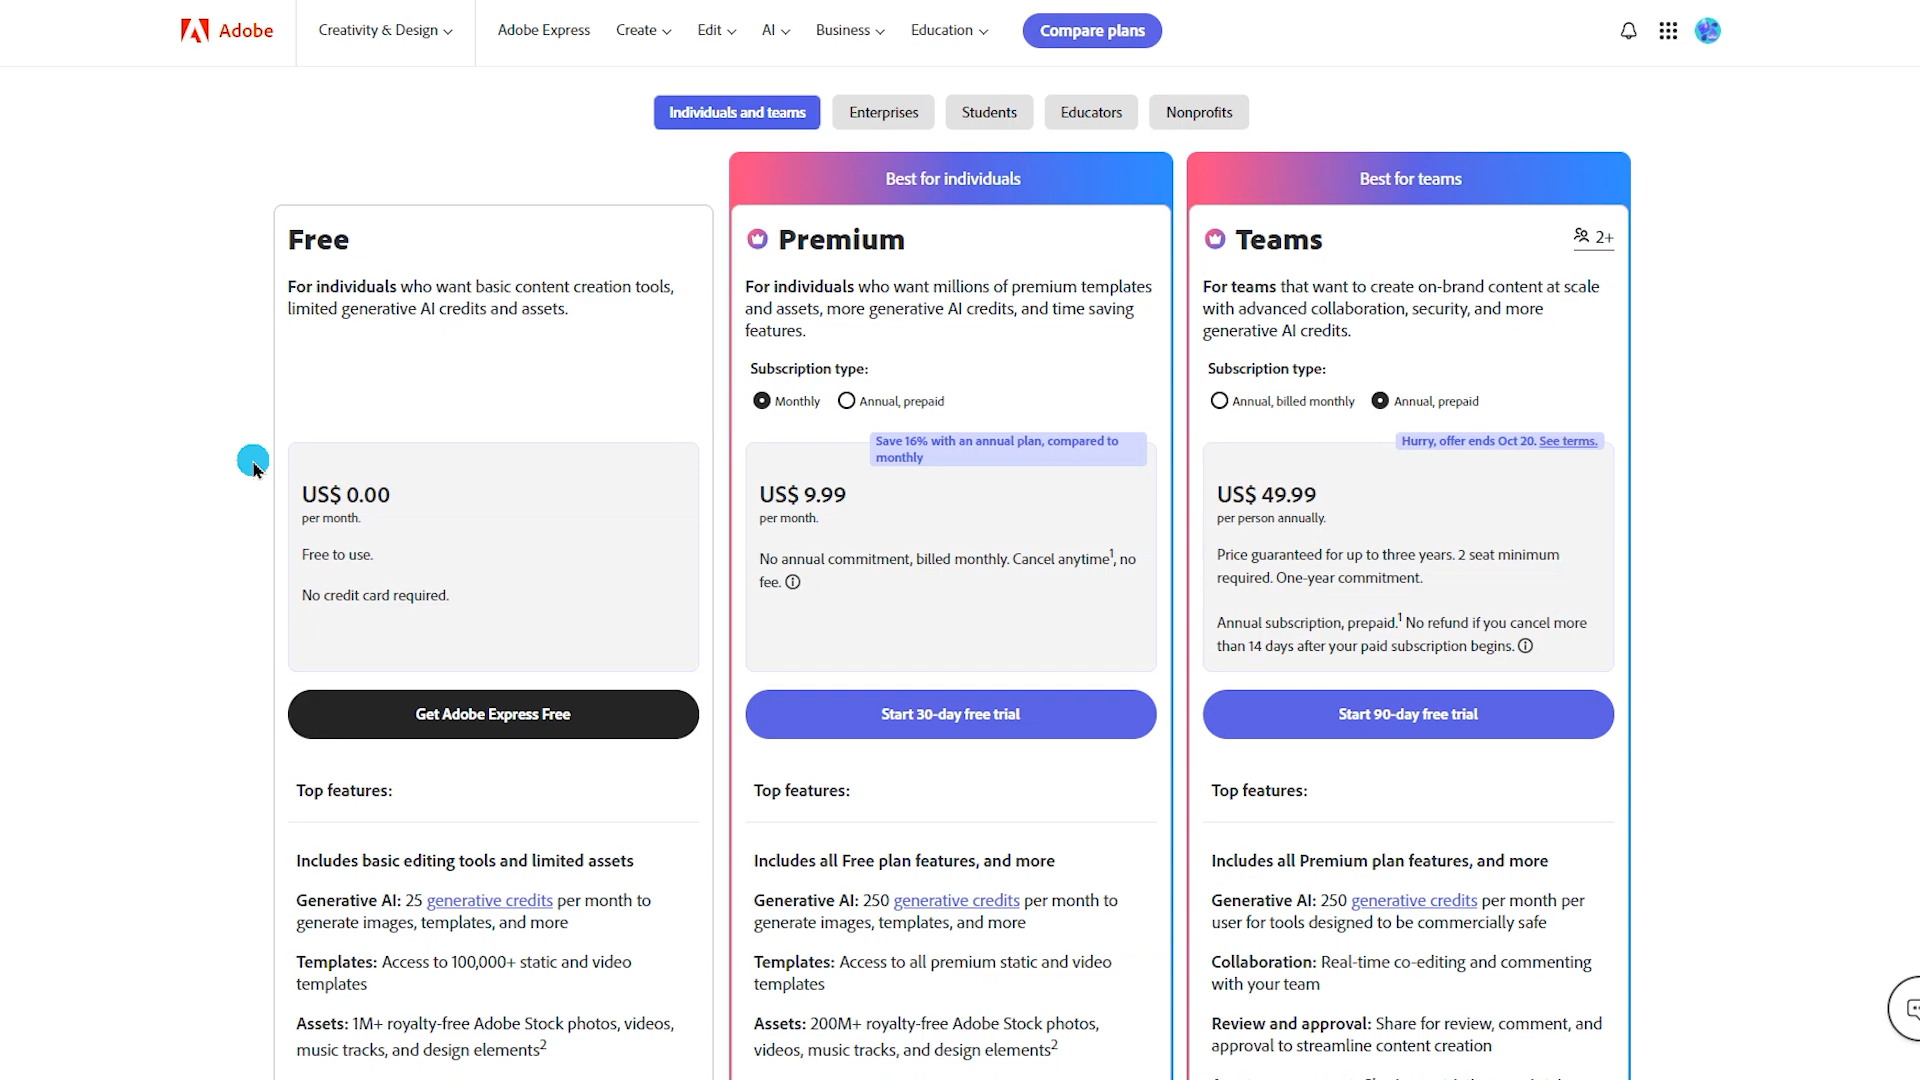 Adobe
Creativity & Design
Adobe Express
Create
Edit
AI
Business
Education
Compare plans
Individuals and teams
Enterprises
Students
Educators
Nonprofits
Free
For individuals who want basic content creation tools,
limited generative AI credits and assets.
US$ 0.00
per month.
Free to use.
No credit card required.
Get Adobe Express Free
Top features:
Includes basic editing tools and limited assets
Generative AI: 25 generative credits per month to
generate images, templates, and more
Templates: Access to 100,000+ static and video
templates
Assets: 1M+ royalty-free Adobe Stock photos, videos,
music tracks, and design elements2
Best for individuals
Premium
For individuals who want millions of premium templates
and assets, more generative AI credits, and time saving
features.
Subscription type:
Monthly
Annual, prepaid
Save 16% with an annual plan, compared to
monthly
US$ 9.99
per month.
No annual commitment, billed monthly. Cancel anytime1, no
fee.
Start 30-day free trial
Top features:
Includes all Free plan features, and more
Generative AI: 250 generative credits per month to
generate images, templates, and more
Templates: Access to all premium static and video
templates
Assets: 200M+ royalty-free Adobe Stock photos,
videos, music tracks, and design elements2
Best for teams
Teams
2+
For teams that want to create on-brand content at scale
with advanced collaboration, security, and more
generative AI credits.
Subscription type:
Annual, billed monthly
Annual, prepaid
Hurry, offer ends Oct 20. See terms.
US$ 49.99
per person annually.
Price guaranteed for up to three years. 2 seat minimum
required. One-year commitment.
Annual subscription, prepaid.1 No refund if you cancel more
than 14 days after your paid subscription begins.
Start 90-day free trial
Top features:
Includes all Premium plan features, and more
Generative AI: 250 generative credits per month per
user for tools designed to be commercially safe
Collaboration: Real-time co-editing and commenting
with your team
Review and approval: Share for review, comment, and
approval to streamline content creation